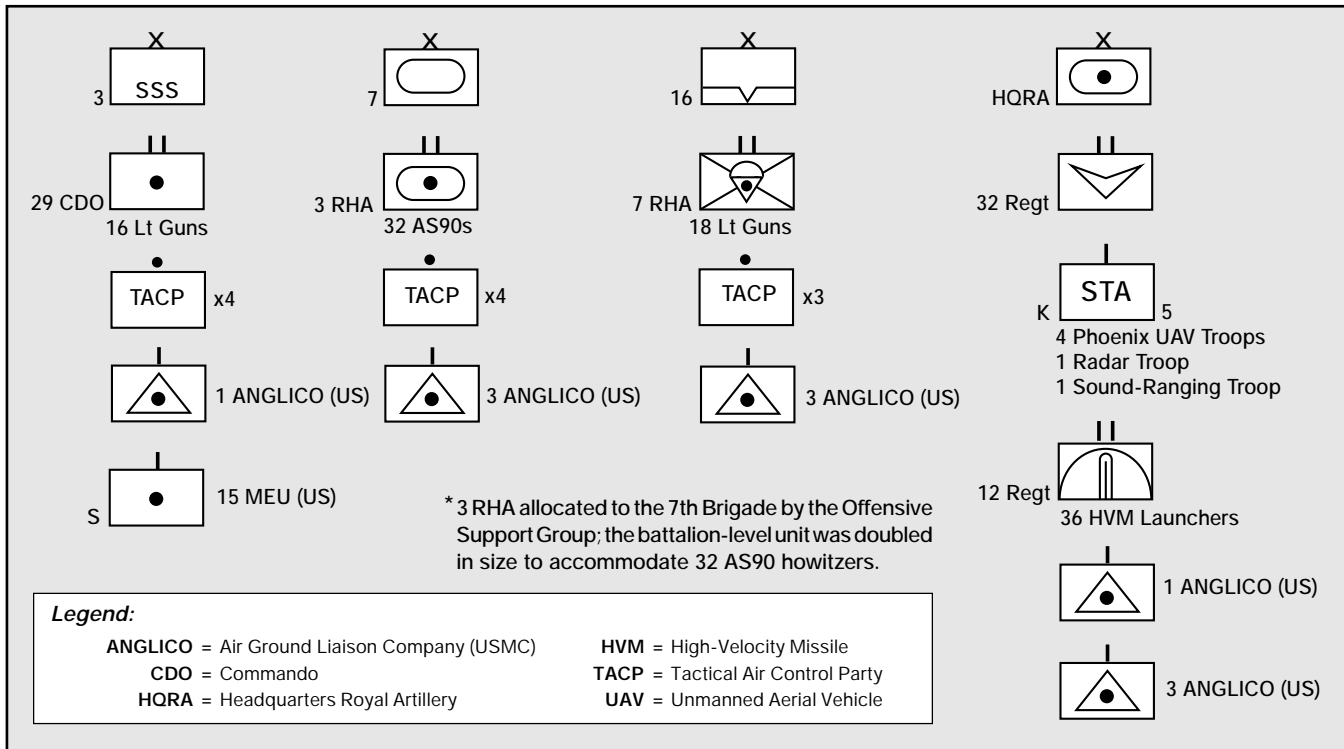 X X X X
3 SSS 7 16 HQRA
29 CDO 3 RHA 7 RHA 32 Regt
16 Lt Guns 32 AS90s 18 Lt Guns
TACP x4 TACP x4 TACP x3 K STA 5
4 Phoenix UAV Troops
1 Radar Troop
1 Sound-Ranging Troop
1 ANGLICO (US) 3 ANGLICO (US) 3 ANGLICO (US)
S 15 MEU (US)
12 Regt
36 HVM Launchers
1 ANGLICO (US)
3 ANGLICO (US)
* 3 RHA allocated to the 7th Brigade by the Offensive
Support Group; the battalion-level unit was doubled
in size to accommodate 32 AS90 howitzers.
Legend:
ANGLICO = Air Ground Liaison Company (USMC)
CDO = Commando
HQRA = Headquarters Royal Artillery
HVM = High-Velocity Missile
TACP = Tactical Air Control Party
UAV = Unmanned Aerial Vehicle